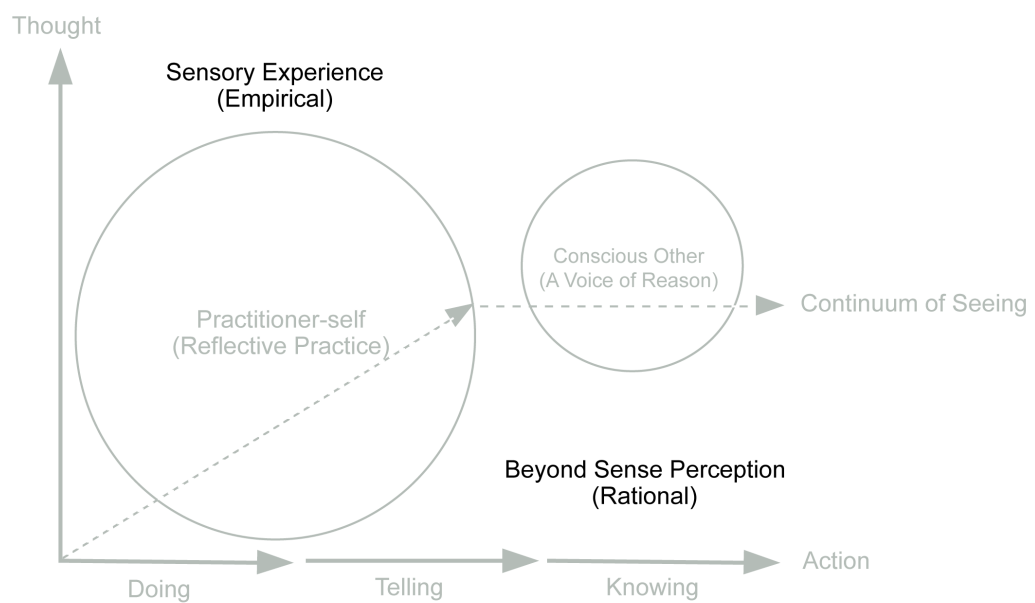 Thought
Sensory Experience
(Empirical)
Conscious Other
(A Voice of Reason)
Continuum of Seeing
Practitioner-self
(Reflective Practice)
Beyond Sense Perception
(Rational)
Action
Doing
Telling
Knowing